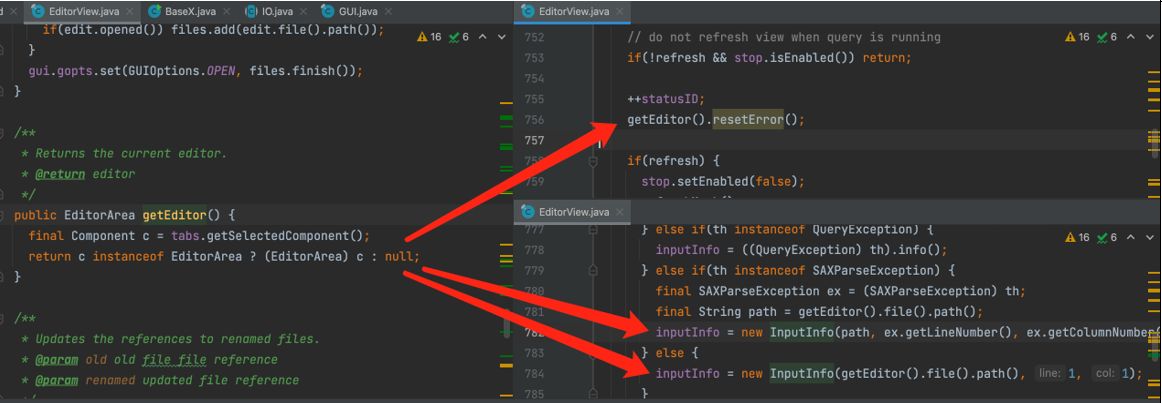 d
EditorView.java
BaseX.java
IO.java
GUI.java
if(edit.opened()) files.add(edit.file().path());
16 6
}
gui.gopts.set(GUIOptions.OPEN, files.finish());
}
/**
* Returns the current editor.
* @return editor
*/
public EditorArea getEditor() {
final Component c = tabs.getSelectedComponent();
return c instanceof EditorArea ? (EditorArea) c : null;
}
/**
* Updates the references to renamed files.
* @param old old file file reference
* @param renamed updated file reference
EditorView.java
752 // do not refresh view when query is running
16 6
753 if(!refresh && stop.isEnabled()) return;
754
755 ++statusID;
756 getEditor().resetError();
757
758 if(refresh) {
759 stop.setEnabled(false);
EditorView.java
777 } else if(th instanceof QueryException) {
16 6
778 inputInfo = ((QueryException) th).info();
779 } else if(th instanceof SAXParseException) {
780 final SAXParseException ex = (SAXParseException) th;
781 final String path = getEditor().file().path();
782 inputInfo = new InputInfo(path, ex.getLineNumber(), ex.getColumnNumber(
783 } else {
784 inputInfo = new InputInfo(getEditor().file().path(), line: 1, col: 1);
785 }